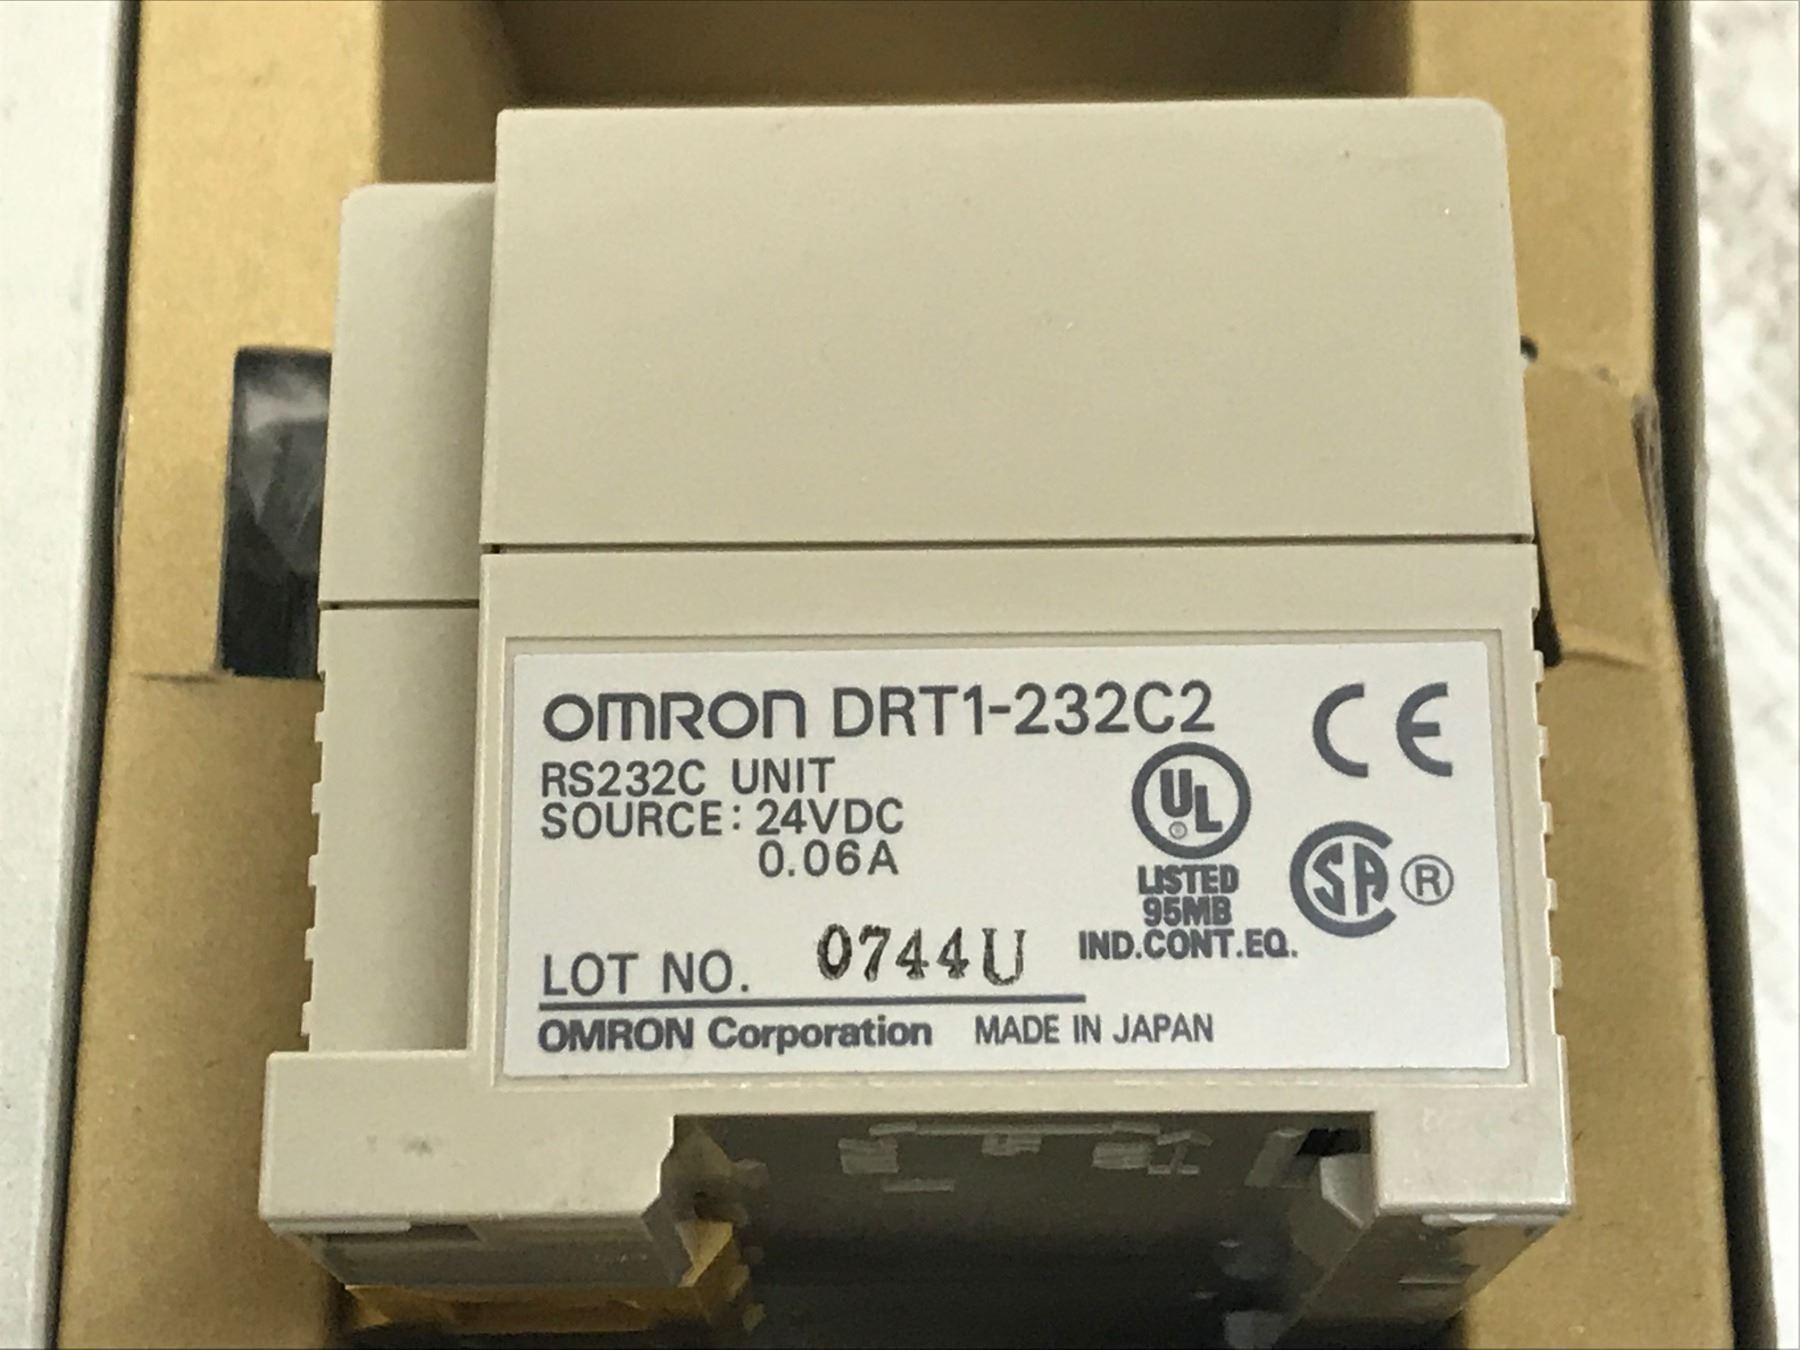 OMRON DRT1-232C2
CE
RS232C UNIT
SOURCE: 24VDC
0.06A
UL
®
LISTED
95MB
IND.CONT.EQ.
SA ®
LOT NO. 0744U
OMRON Corporation MADE IN JAPAN